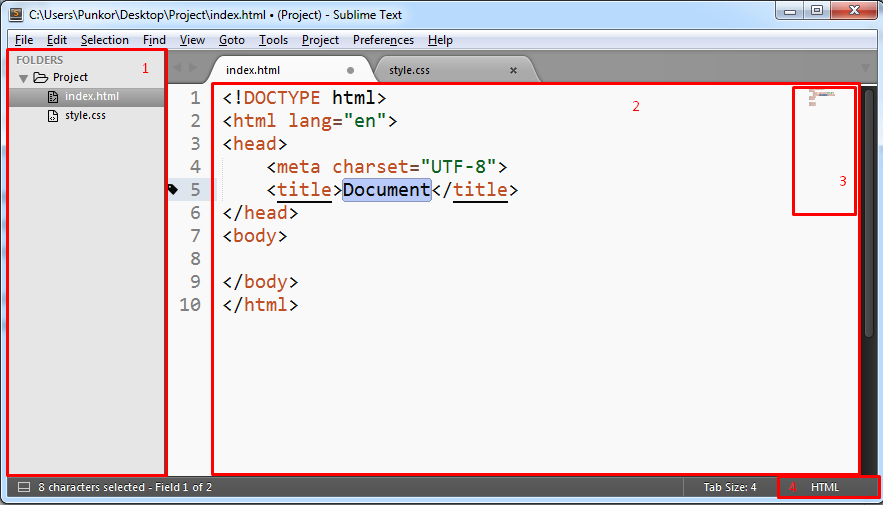 C:\Users\Punkor\Desktop\Project\index.html • (Project) - Sublime Text
File Edit Selection Find View Goto Tools Project Preferences Help
FOLDERS
1
Project
index.html
style.css
index.html
style.css
2
3
1 <!DOCTYPE html>
2 <html lang="en">
3 <head>
4     <meta charset="UTF-8">
5     <title>Document</title>
6 </head>
7 <body>
8
9 </body>
10 </html>
8 characters selected - Field 1 of 2
Tab Size: 4
4
HTML